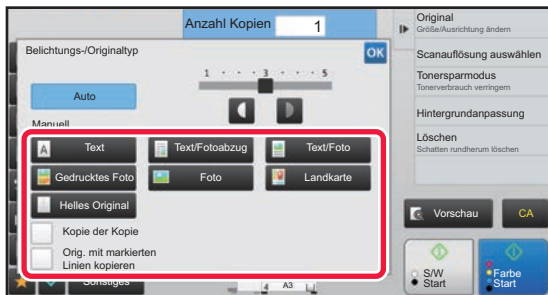 Anzahl Kopien 1
Belichtungs-/Originaltyp
OK
1 3 5
Auto
Manuell
A Text
Text/Fotoabzug
Text/Foto
Gedrucktes Foto
Foto
Landkarte
Helles Original
Kopie der Kopie
Orig. mit markierten
Linien kopieren
Sonstiges
4 A3
Original
Größe/Ausrichtung ändern
Scanauflösung auswählen
Tonersparmodus
Tonerverbrauch verringern
Hintergrundanpassung
Löschen
Schatten rundherum löschen
Vorschau
CA
S/W
Start
Farbe
Start